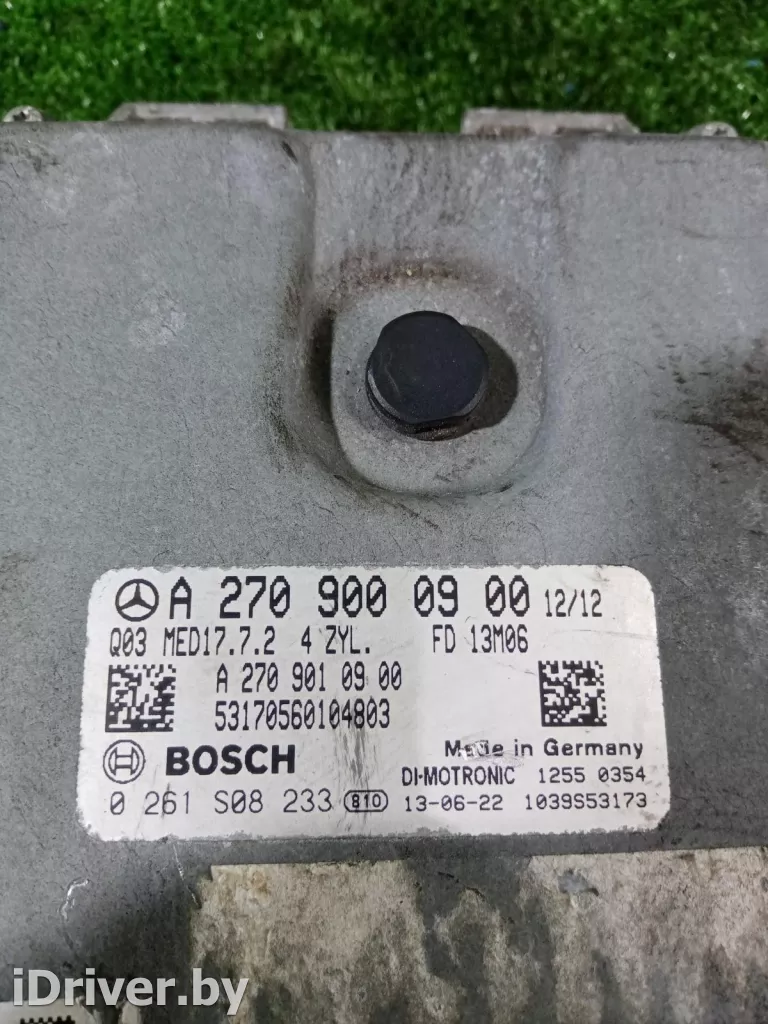 A 270 900 09 00 12/12
Q03 MED17.7.2 4 ZYL. FD 13M06
A 270 901 09 00
53170560104803
BOSCH Made in Germany
DI-MOTRONIC 1255 0354
0 261 S08 233 810 13-06-22 1039S53173
iDriver.by